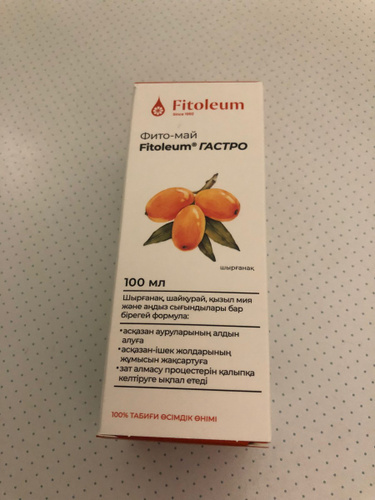 Fitoleum
Since 1992
Фито-май
Fitoleum® ГАСТРО
шырғанақ
100 мл
Шырғанақ, шайқурай, қызыл мия
және аңдыз сығындылары бар
бірегей формула:
•асқазан ауруларының алдын
алуға
•асқазан-ішек жолдарының
жұмысын жақсартуға
•зат алмасу процестерін қалыпқа
келтіруге ықпал етеді
100% ТАБИҒИ ӨСІМДІК ӨНІМІ